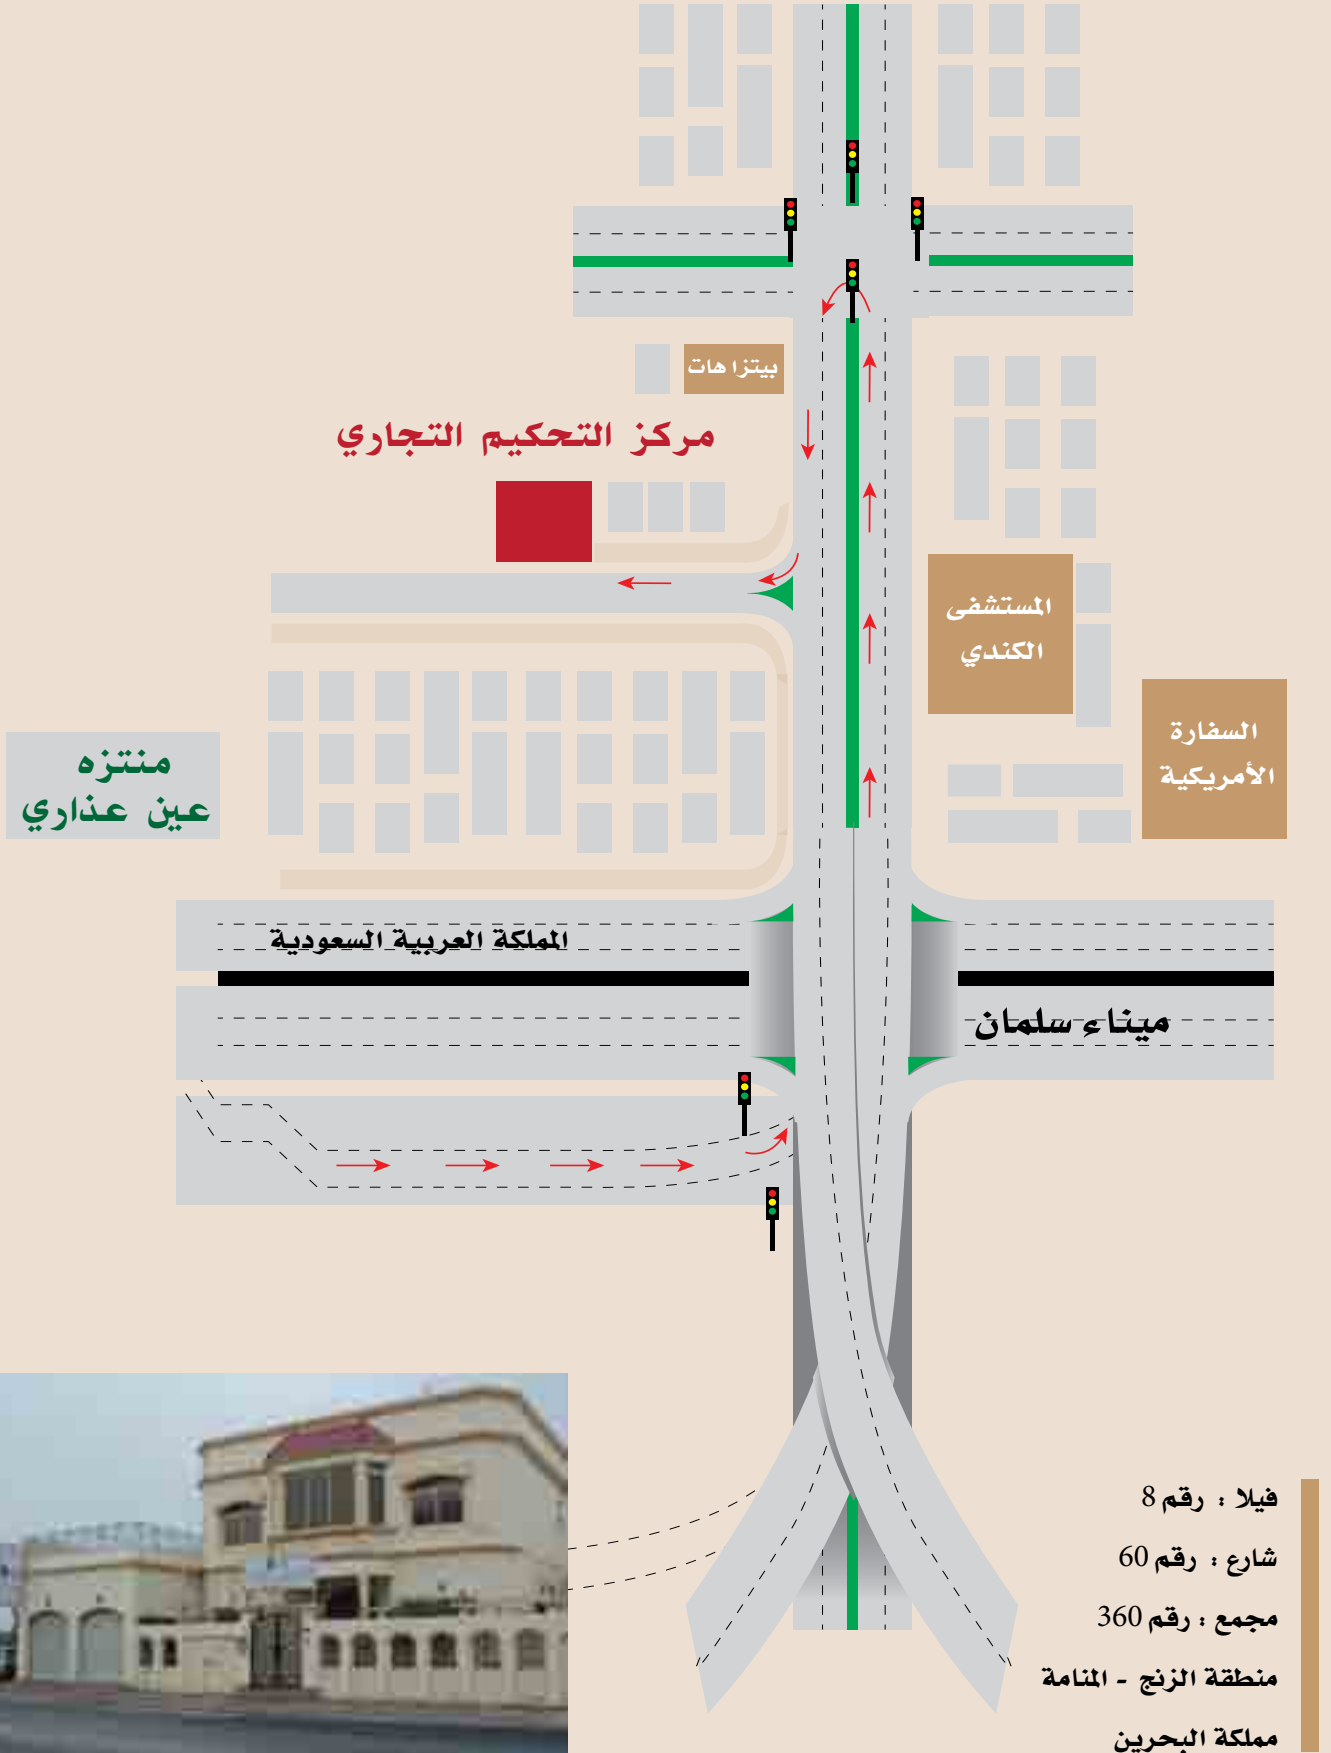 بيتزا هات
مركز التحكيم التجاري
المستشفى
الكندي
السفارة
الأمريكية
منتزه
عين عذاري
المملكة العربية السعودية
ميناء سلمان
فيلا : رقم 8
شارع : رقم 60
مجمع : رقم 360
منطقة الزنج - المنامة
مملكة البحرين